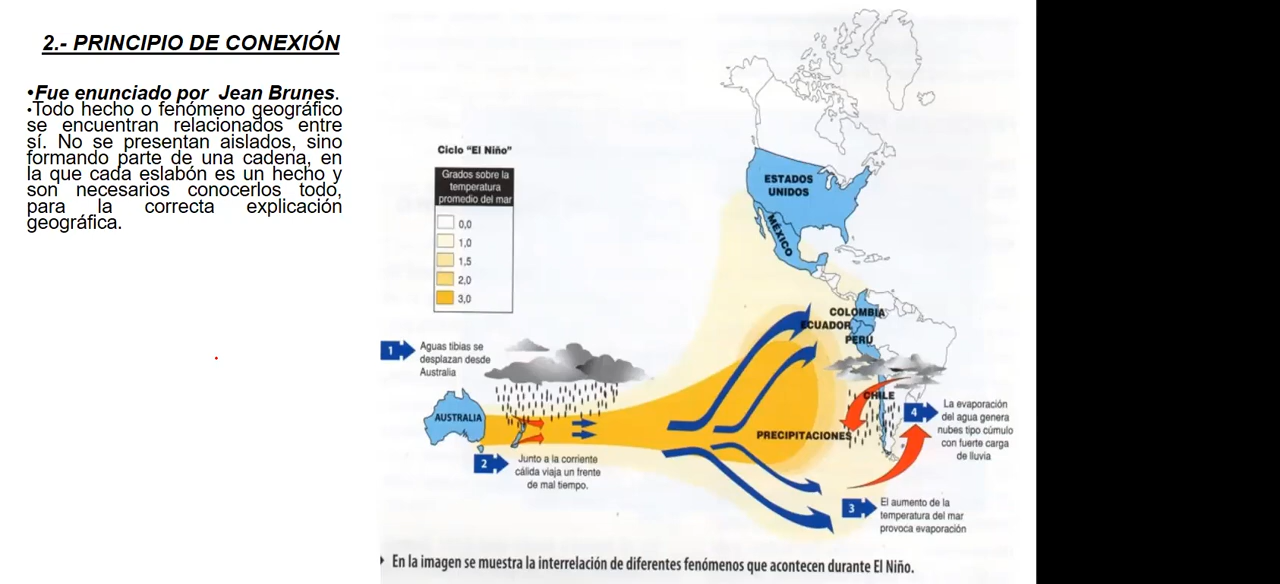 2.- PRINCIPIO DE CONEXIÓN
•Fue enunciado por Jean Brunes.
•Todo hecho o fenómeno geográfico
se encuentran relacionados entre
sí. No se presentan aislados, sino
formando parte de una cadena, en
la que cada eslabón es un hecho y
son necesarios conocerlos todo,
para la correcta explicación
geográfica.
Ciclo "El Niño"
Grados sobre la
temperatura
promedio del mar
0,0
1,0
1,5
2,0
3,0
ESTADOS
UNIDOS
MÉXICO
COLOMBIA
ECUADOR
PERÚ
CHILE
PRECIPITACIONES
AUSTRALIA
1
Aguas tibias se
desplazan desde
Australia
2
Junto a la corriente
cálida viaja un frente
de mal tiempo.
3
El aumento de la
temperatura del mar
provoca evaporación
4
La evaporación
del agua genera
nubes tipo cúmulo
con fuerte carga
de lluvia
En la imagen se muestra la interrelación de diferentes fenómenos que acontecen durante El Niño.